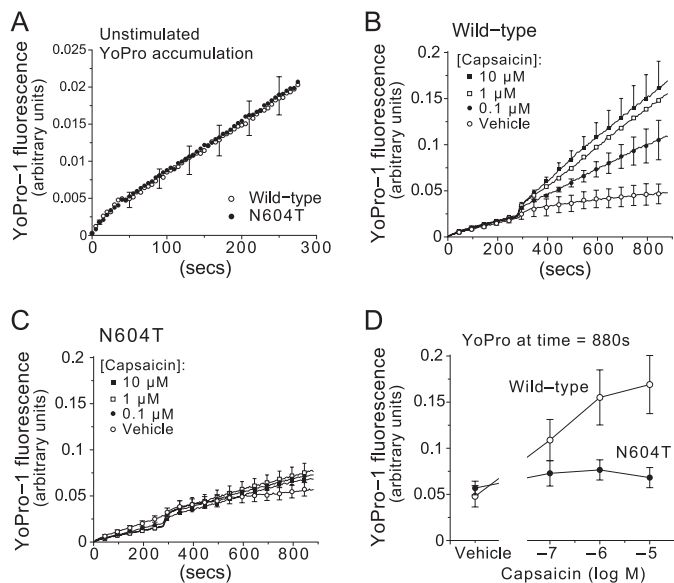 A
Unstimulated
YoPro accumulation
YoPro−1 fluorescence
(arbitrary units)
0.025
0.02
0.015
0.01
0.005
0
Wild−type
N604T
0 100 200 300
(secs)
B
Wild−type
YoPro−1 fluorescence
(arbitrary units)
0.2
0.15
0.1
0.05
0
[Capsaicin]:
10 µM
1 µM
0.1 µM
Vehicle
0 200 400 600 800
(secs)
C
N604T
YoPro−1 fluorescence
(arbitrary units)
0.2
0.15
0.1
0.05
0
[Capsaicin]:
10 µM
1 µM
0.1 µM
Vehicle
0 200 400 600 800
(secs)
D
YoPro at time = 880s
YoPro−1 fluorescence
(arbitrary units)
0.2
0.15
0.1
0.05
0
Wild−type
N604T
Vehicle −7 −6 −5
Capsaicin (log M)